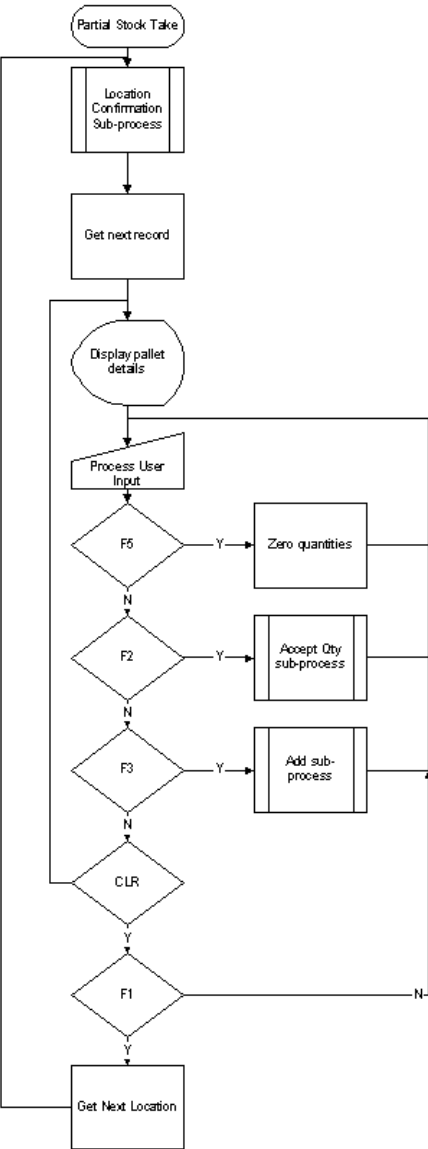 Partial Stock Take
Location
Confirmation
Sub-process
Get next record
Display pallet
details
Process User
Input
F5
Y
Zero quantities
N
F2
Y
Accept Qty
sub-process
N
F3
Y
Add sub-
process
N
CLR
Y
F1
N
Y
Get Next Location